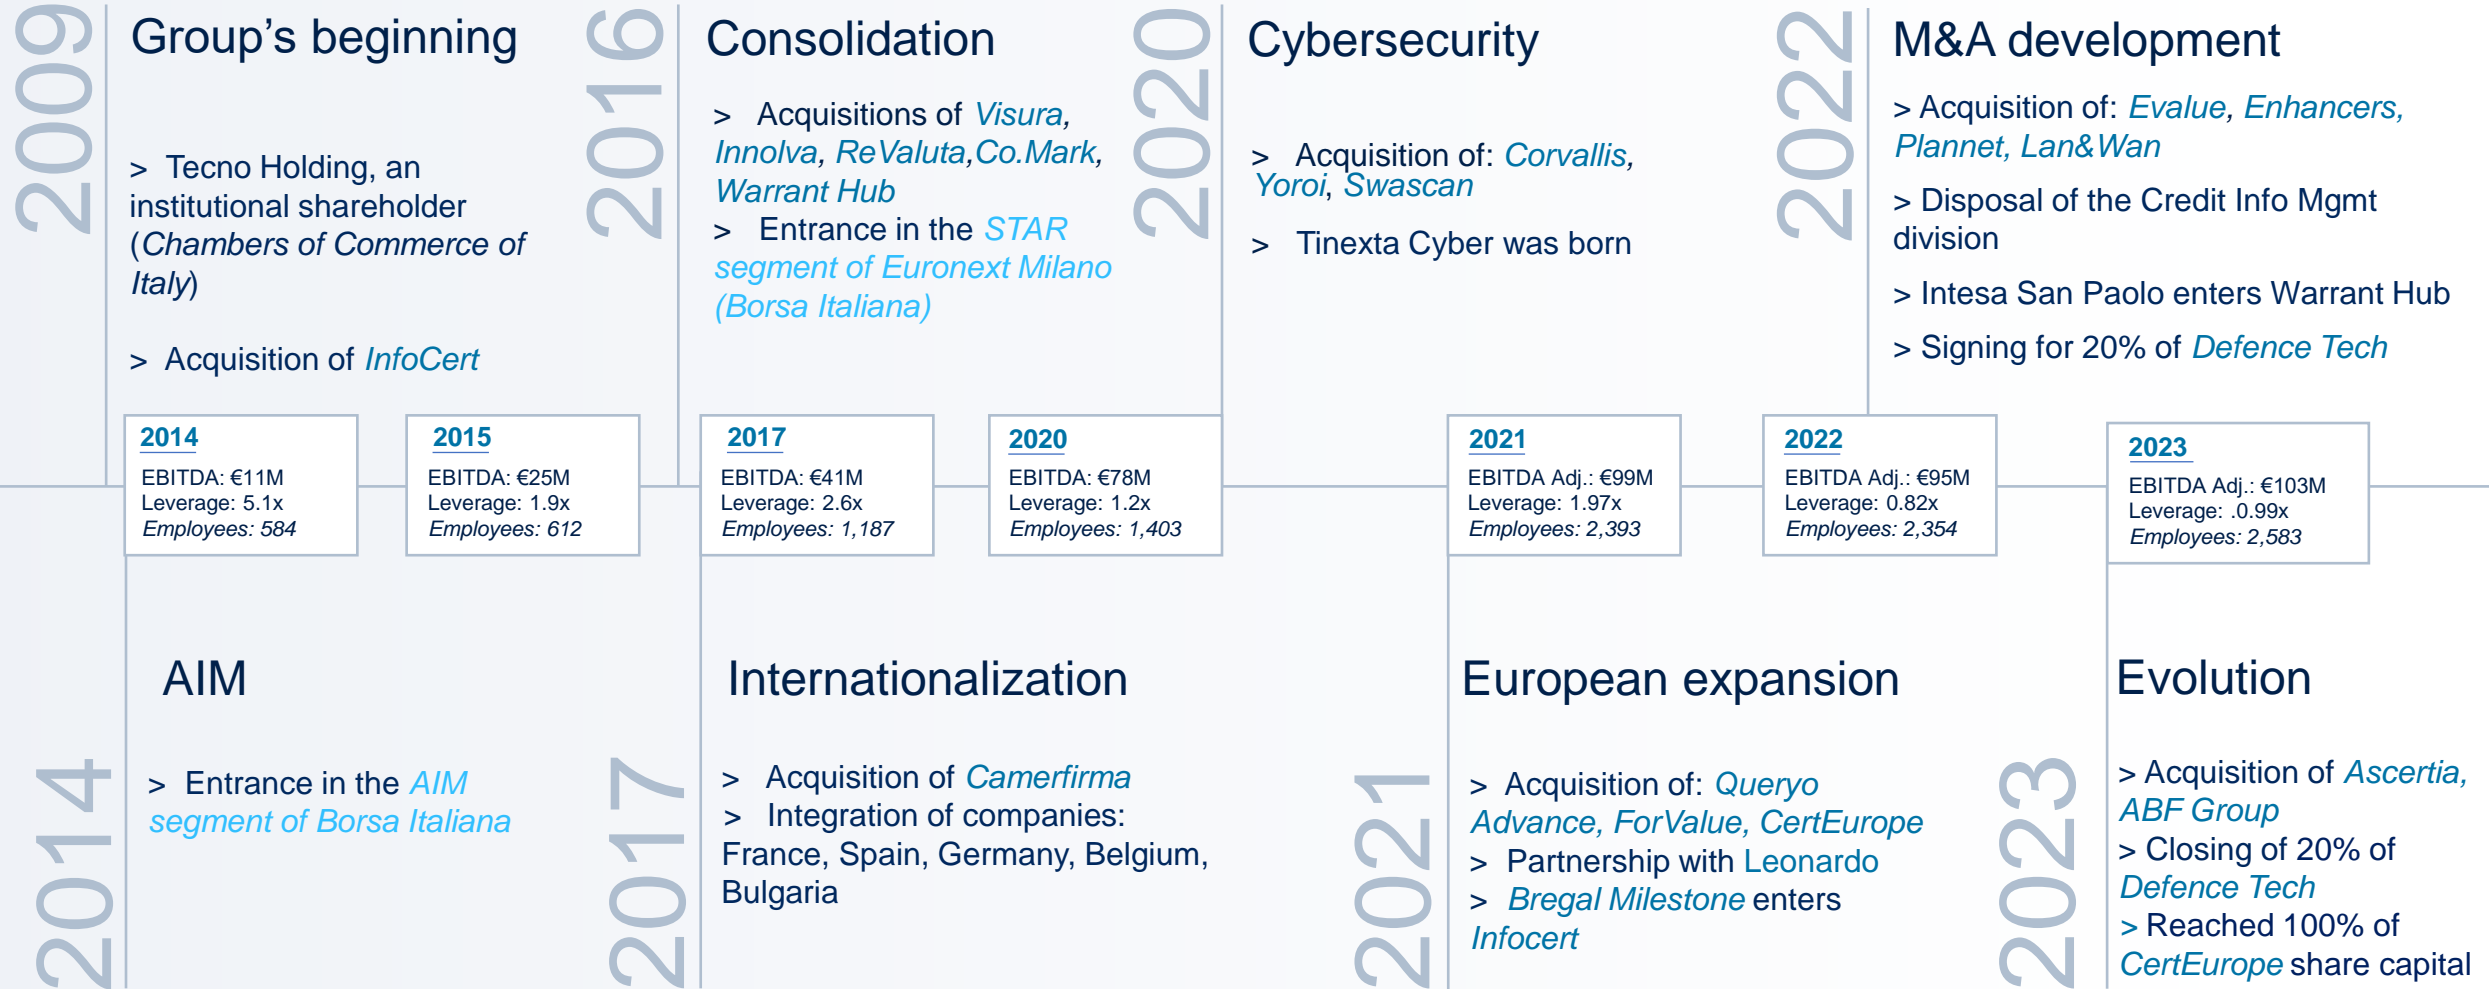 2009
Group's beginning
> Tecno Holding, an
institutional shareholder
(Chambers of Commerce of
Italy)
> Acquisition of InfoCert
2016
Consolidation
> Acquisitions of Visura,
Innolva, ReValuta,Co.Mark,
Warrant Hub
> Entrance in the STAR
segment of Euronext Milano
(Borsa Italiana)
2020
Cybersecurity
> Acquisition of: Corvallis,
Yoroi, Swascan
> Tinexta Cyber was born
2022
M&A development
> Acquisition of: Evalue, Enhancers,
Plannet, Lan&Wan
> Disposal of the Credit Info Mgmt
division
> Intesa San Paolo enters Warrant Hub
> Signing for 20% of Defence Tech
2014
EBITDA: €11M
Leverage: 5.1x
Employees: 584
2015
EBITDA: €25M
Leverage: 1.9x
Employees: 612
2017
EBITDA: €41M
Leverage: 2.6x
Employees: 1,187
2020
EBITDA: €78M
Leverage: 1.2x
Employees: 1,403
2021
EBITDA Adj.: €99M
Leverage: 1.97x
Employees: 2,393
2022
EBITDA Adj.: €95M
Leverage: 0.82x
Employees: 2,354
2023
EBITDA Adj.: €103M
Leverage: .0.99x
Employees: 2,583
2014
AIM
> Entrance in the AIM
segment of Borsa Italiana
2017
Internationalization
> Acquisition of Camerfirma
> Integration of companies:
France, Spain, Germany, Belgium,
Bulgaria
2021
European expansion
> Acquisition of: Queryo
Advance, ForValue, CertEurope
> Partnership with Leonardo
> Bregal Milestone enters
Infocert
2023
Evolution
> Acquisition of Ascertia,
ABF Group
> Closing of 20% of
Defence Tech
> Reached 100% of
CertEurope share capital